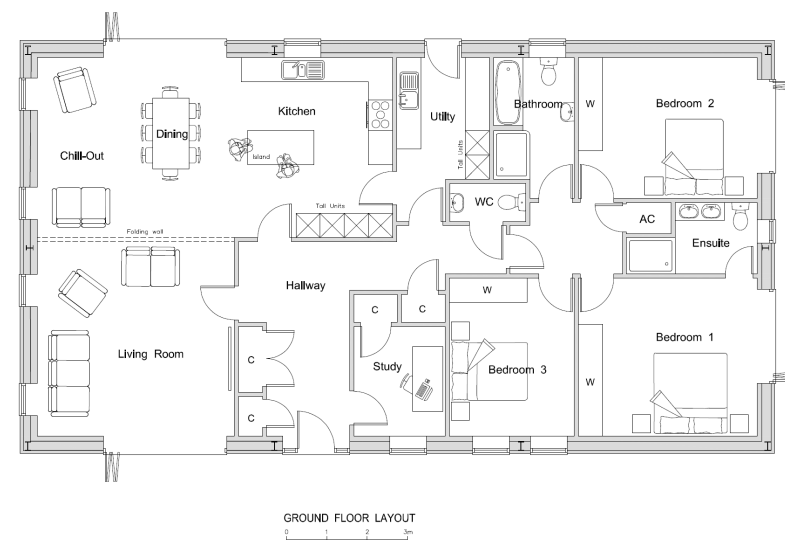 Kitchen
Utilty
Bathroom
W
Bedroom 2
Dining
Chill-Out
Island
Tall Units
Tall Units
WC
AC
Folding wall
Ensuite
Hallway
W
C
C
Living Room
C
Study
Bedroom 3
W
Bedroom 1
C
GROUND FLOOR LAYOUT
0 1 2 3m